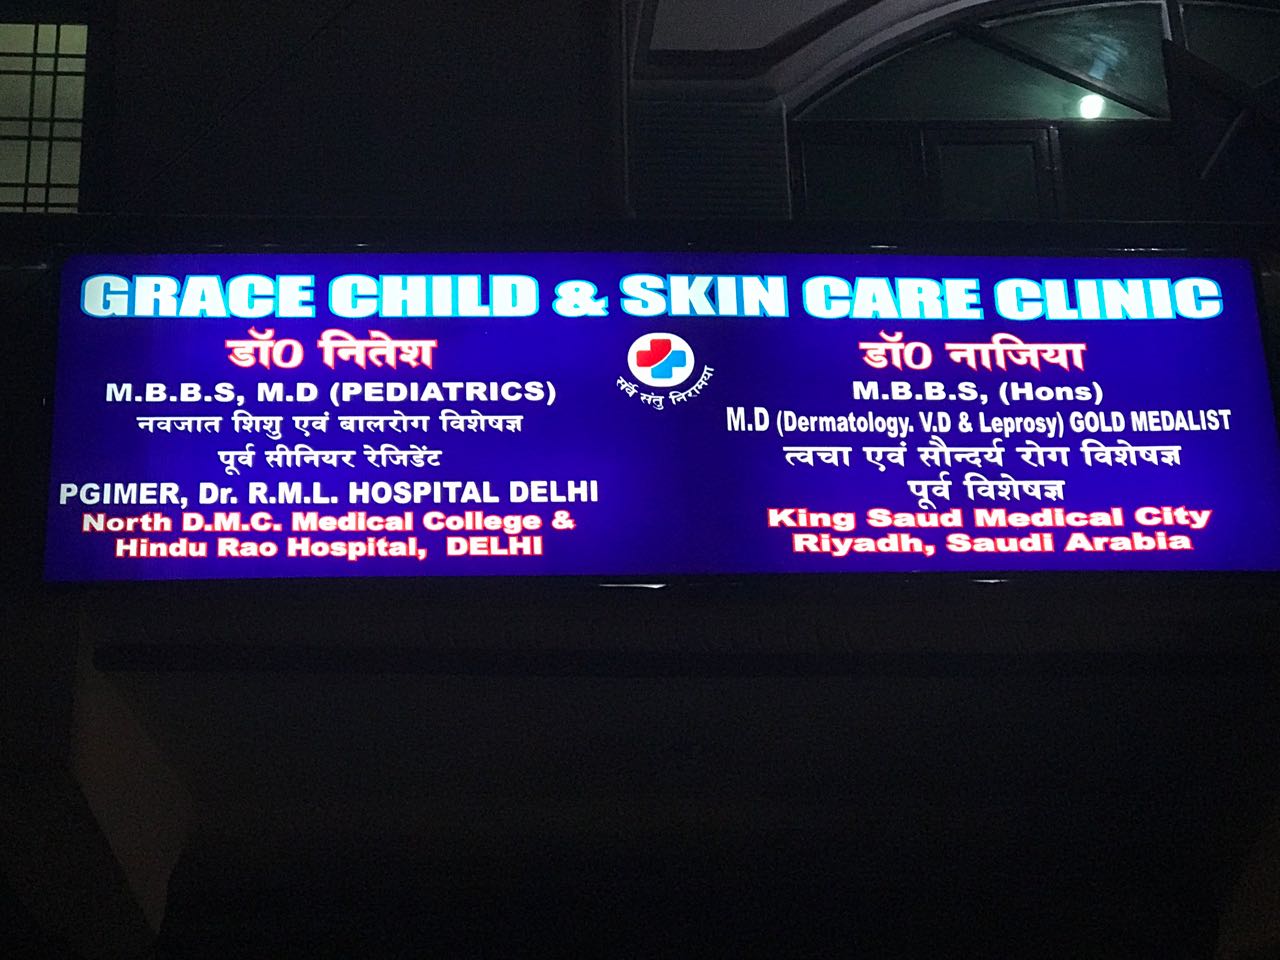 GRACE CHILD & SKIN CARE CLINIC
डॉ0 नितेश
M.B.B.S, M.D (PEDIATRICS)
नवजात शिशु एवं बालरोग विशेषज्ञ
पूर्व सीनियर रेजिडेंट
PGIMER, Dr. R.M.L. HOSPITAL DELHI
North D.M.C. Medical College &
Hindu Rao Hospital, DELHI
सर्वे संतु निरामया
डॉ0 नाजिया
M.B.B.S, (Hons)
M.D (Dermatology. V.D & Leprosy) GOLD MEDALIST
त्वचा एवं सौन्दर्य रोग विशेषज्ञ
पूर्व विशेषज्ञ
King Saud Medical City
Riyadh, Saudi Arabia